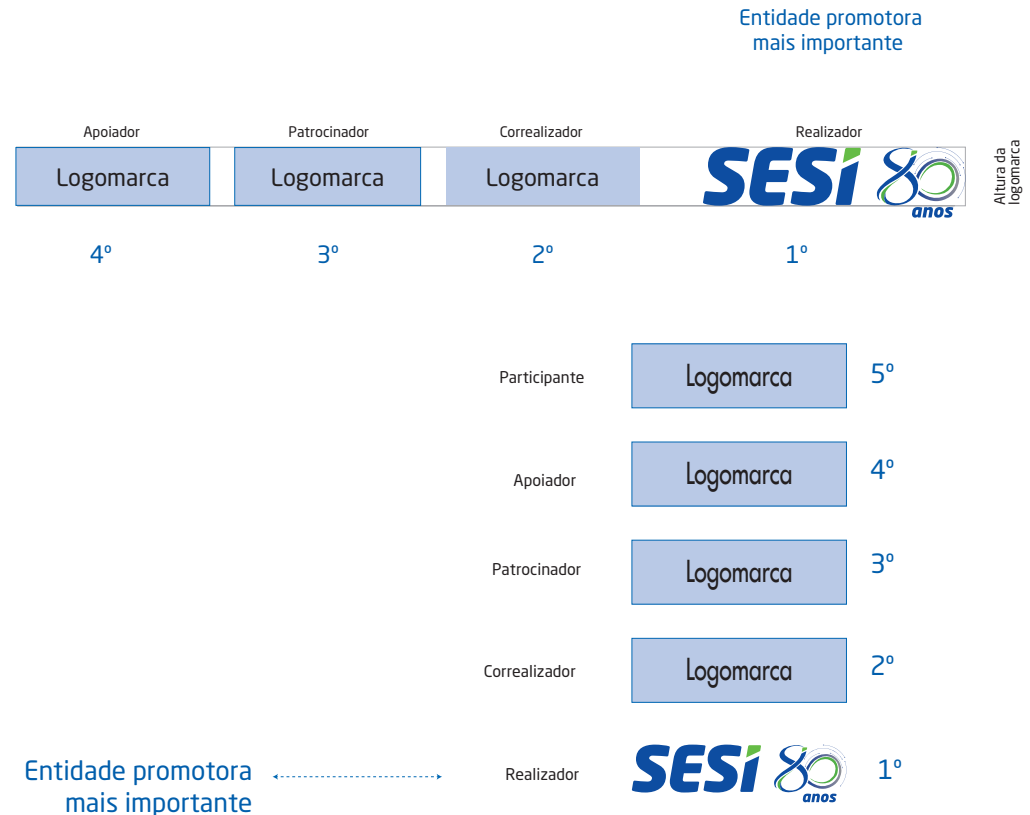 Entidade promotora
mais importante
Apoiador
Patrocinador
Correalizador
Realizador
Logomarca
Logomarca
Logomarca
SESI 80
anos
Altura da
logomarca
4º
3º
2º
1º
Participante
Logomarca
5º
Apoiador
Logomarca
4º
Patrocinador
Logomarca
3º
Correalizador
Logomarca
2º
Entidade promotora
mais importante
Realizador
SESI 80
anos
1º